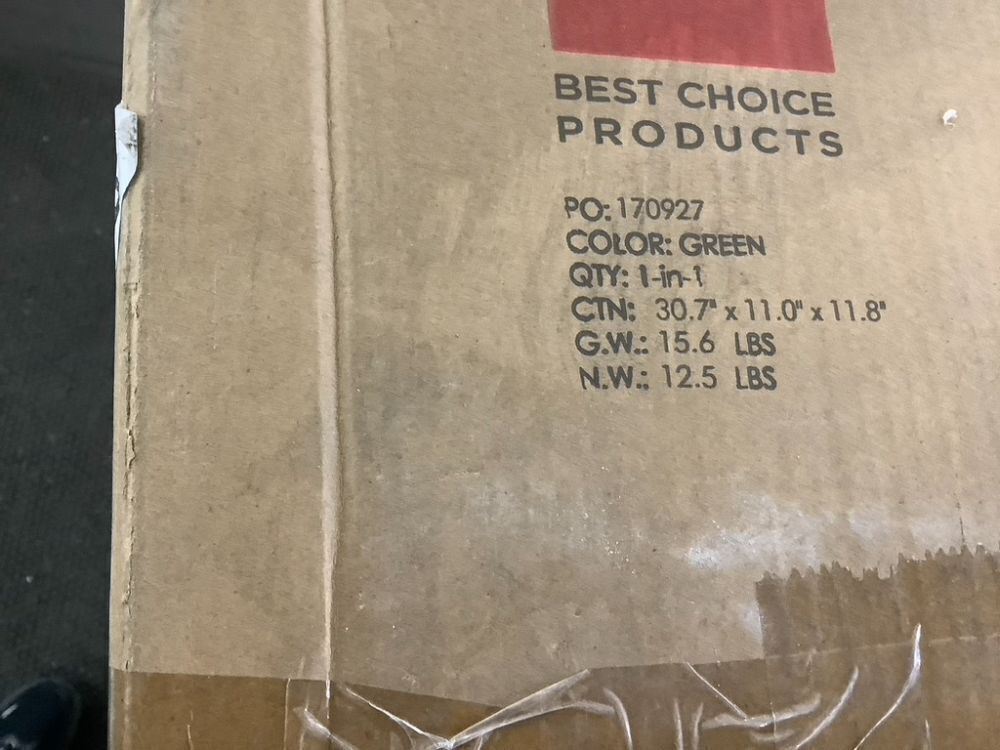 BEST CHOICE
PRODUCTS
PO: 170927
COLOR: GREEN
QTY: 1-in-1
CTN: 30.7" x 11.0" x 11.8"
G.W.: 15.6 LBS
N.W.: 12.5 LBS